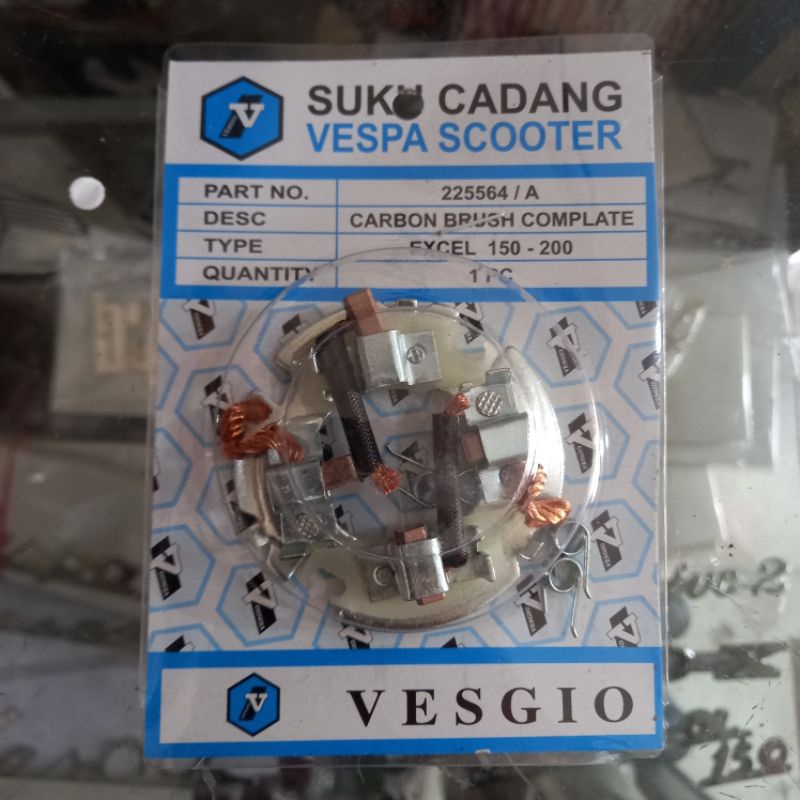 SUKU CADANG
VESPA SCOOTER
PART NO. 225564 / A
DESC CARBON BRUSH COMPLATE
TYPE EXCEL 150 - 200
QUANTITY 1 PC
VESGIO
150